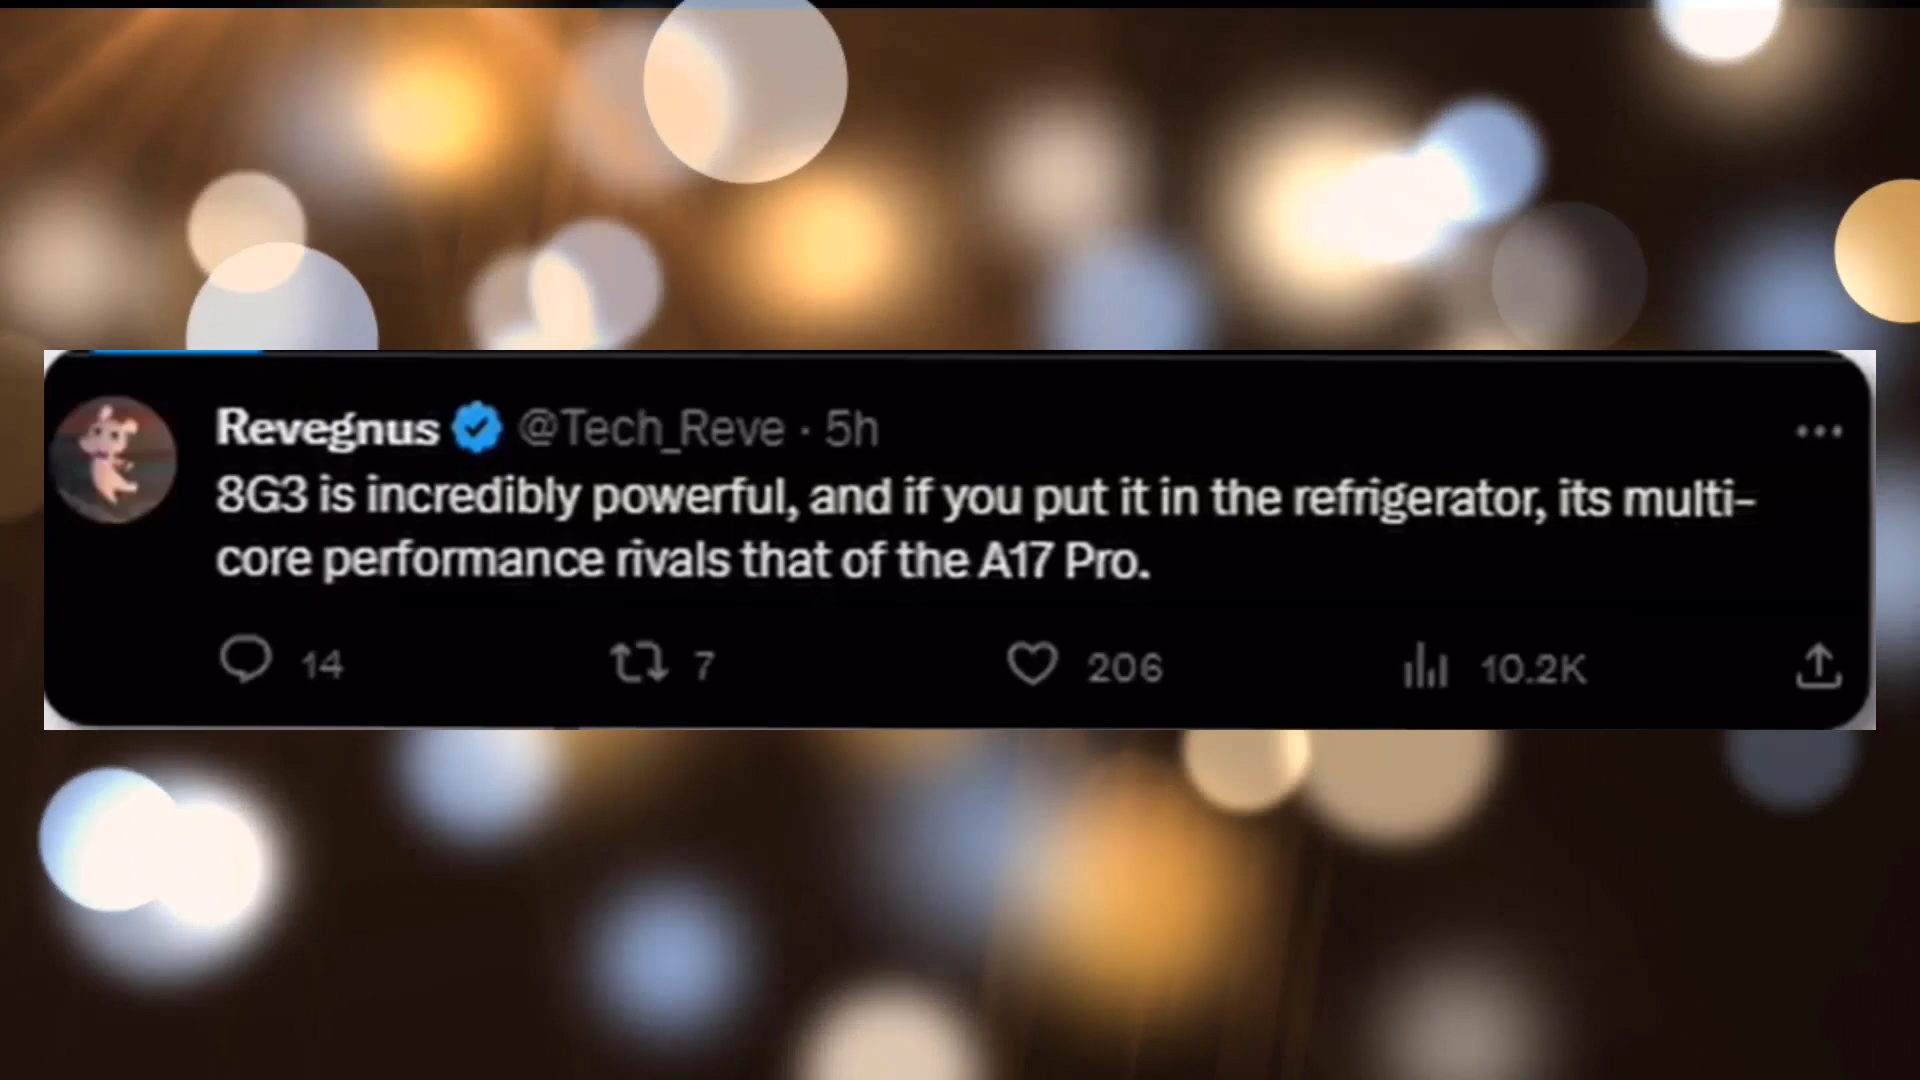 Revegnus @Tech_Reve · 5h
8G3 is incredibly powerful, and if you put it in the refrigerator, its multi-
core performance rivals that of the A17 Pro.
14 7 206 10.2K